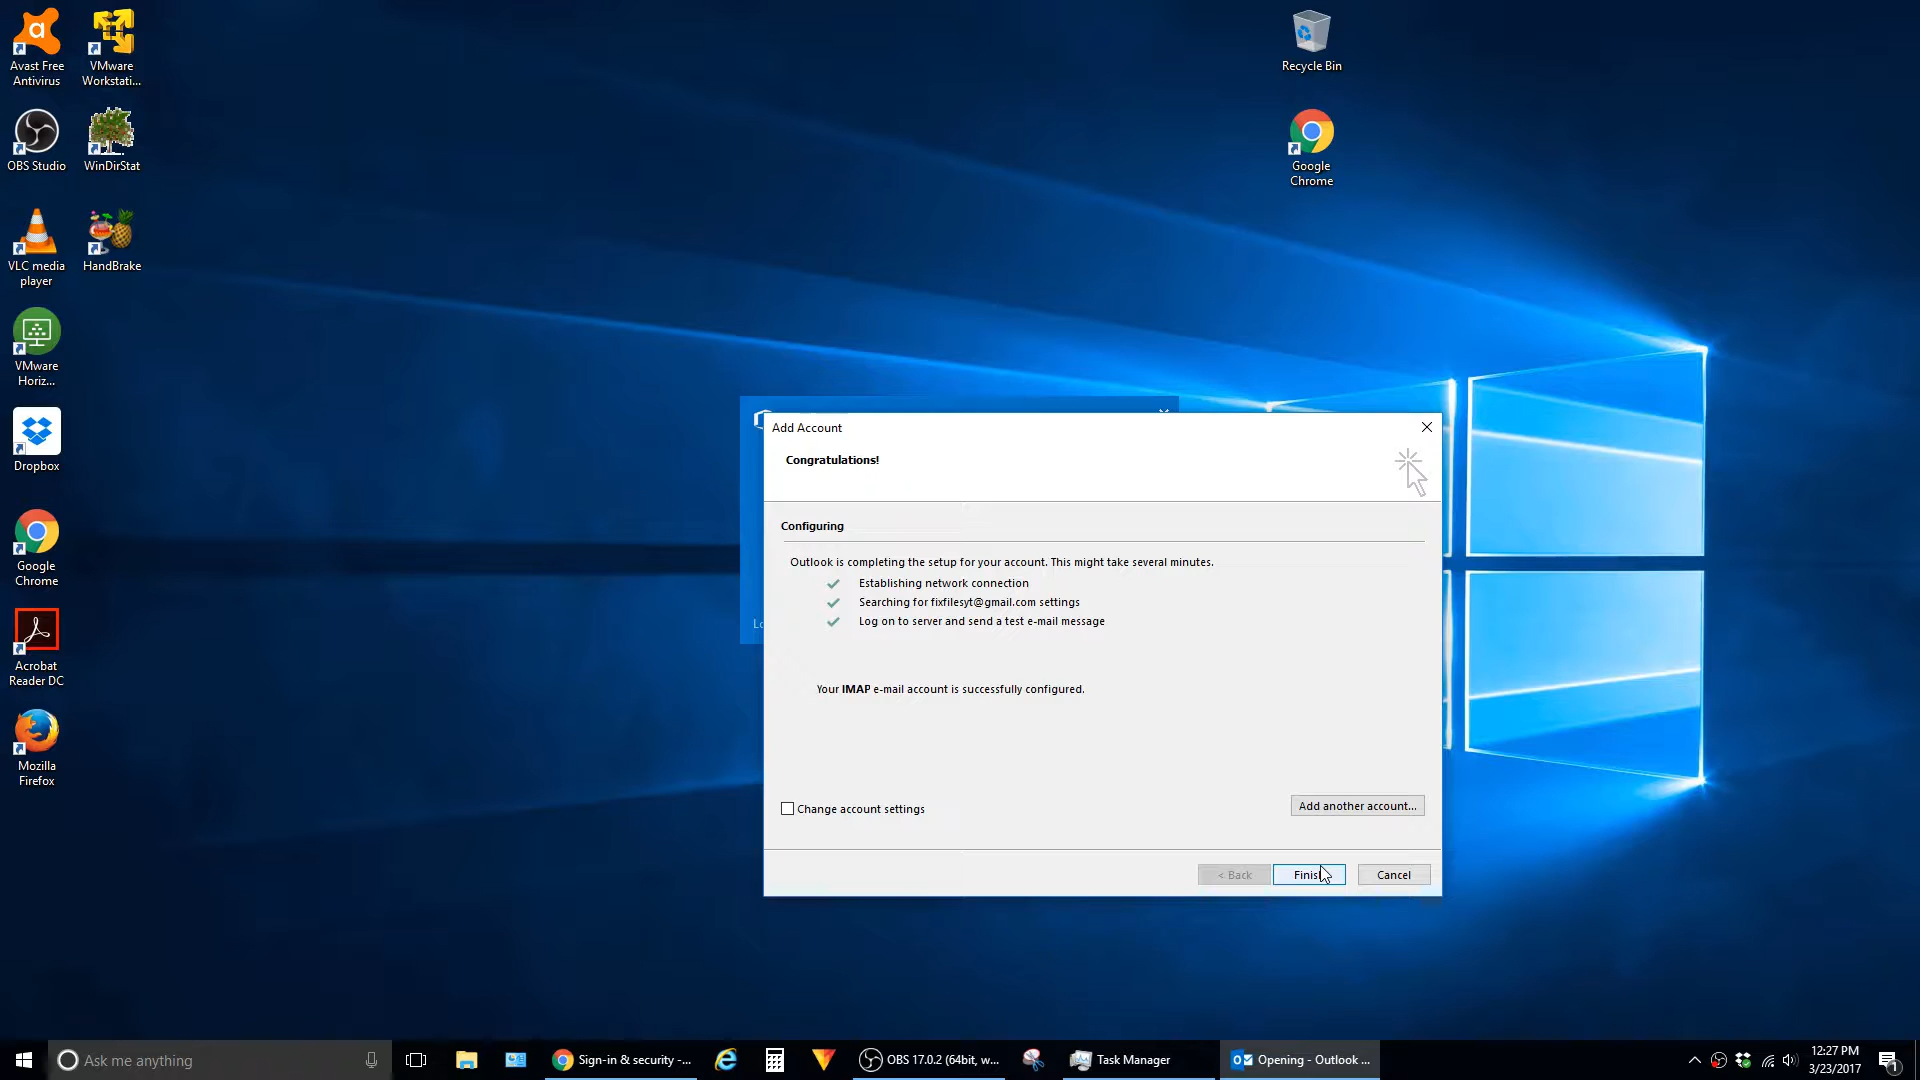 Avast Free
Antivirus
VMware
Workstati...
OBS Studio
WinDirStat
VLC media
player
HandBrake
VMware
Horiz...
Dropbox
Google
Chrome
Acrobat
Reader DC
Mozilla
Firefox
Recycle Bin
Google
Chrome
Add Account
Congratulations!
Configuring
Outlook is completing the setup for your account. This might take several minutes.
Establishing network connection
Searching for fixfilesyt@gmail.com settings
Log on to server and send a test e-mail message
Your IMAP e-mail account is successfully configured.
Change account settings
Add another account...
< Back
Finish
Cancel
Ask me anything
Sign-in & security -...
OBS 17.0.2 (64bit, w...
Task Manager
Opening - Outlook ...
12:27 PM
3/23/2017
1